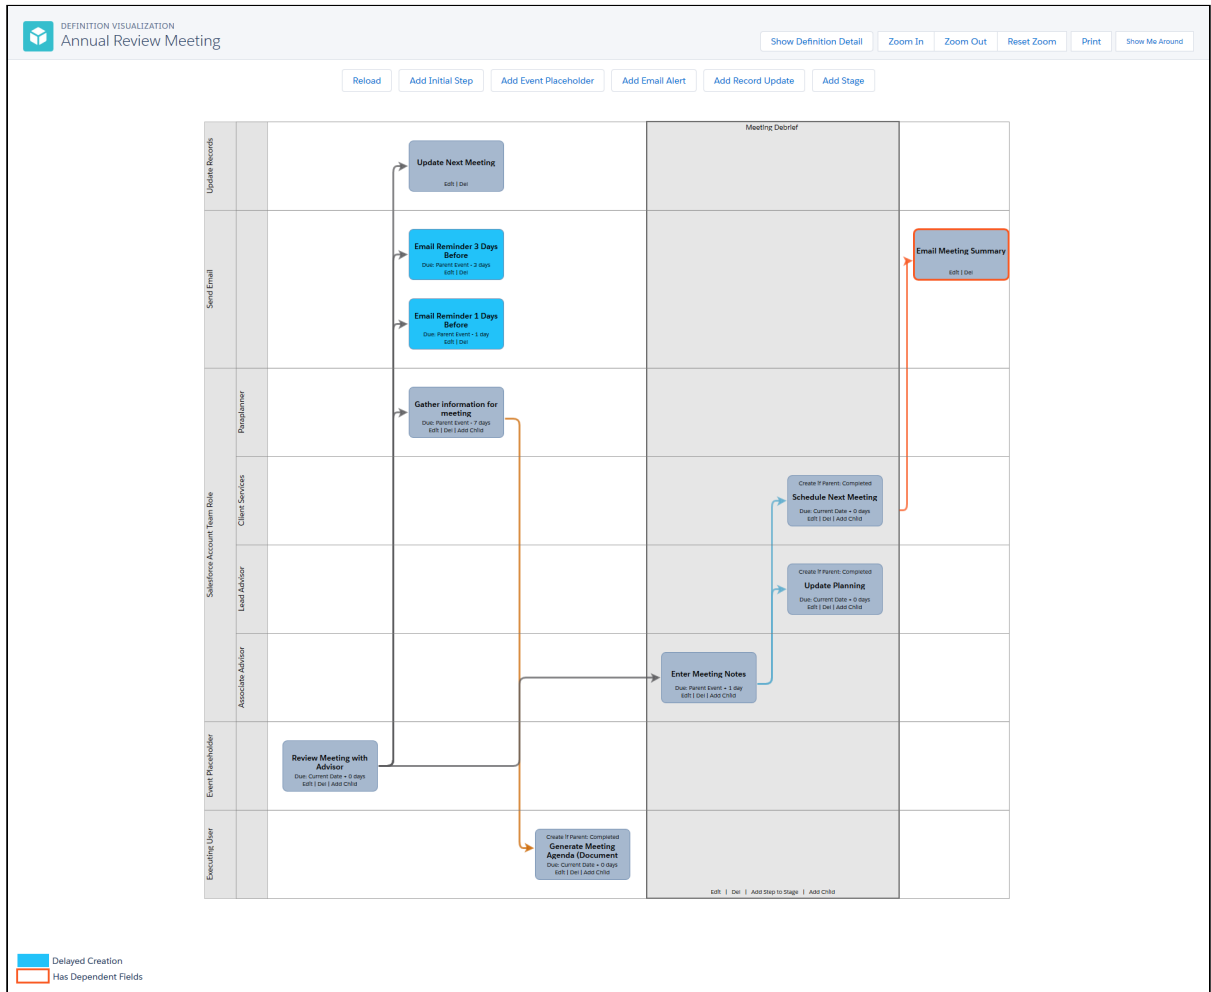 DEFINITION VISUALIZATION
Annual Review Meeting
Show Definition Detail
Zoom In
Zoom Out
Reset Zoom
Print
Show Me Around
Reload
Add Initial Step
Add Event Placeholder
Add Email Alert
Add Record Update
Add Stage
Meeting Debrief
Update Records
Update Next Meeting
Edit | Del
Send Email
Email Reminder 3 Days
Before
Due: Parent Event - 3 days
Edit | Del
Email Meeting Summary
Edit | Del
Email Reminder 1 Days
Before
Due: Parent Event - 1 day
Edit | Del
Salesforce Account Team Role
Paraplanner
Gather information for
meeting
Due: Parent Event - 7 days
Edit | Del | Add Child
Client Services
Create if Parent: Completed
Schedule Next Meeting
Due: Current Date + 0 days
Edit | Del | Add Child
Lead Advisor
Create if Parent: Completed
Update Planning
Due: Current Date + 0 days
Edit | Del | Add Child
Associate Advisor
Enter Meeting Notes
Due: Parent Event + 1 day
Edit | Del | Add Child
Event Placeholder
Review Meeting with
Advisor
Due: Current Date + 0 days
Edit | Del | Add Child
Executing User
Create if Parent: Completed
Generate Meeting
Agenda (Document
Due: Current Date + 0 days
Edit | Del | Add Child
Edit | Del | Add Step to Stage | Add Child
Delayed Creation
Has Dependent Fields